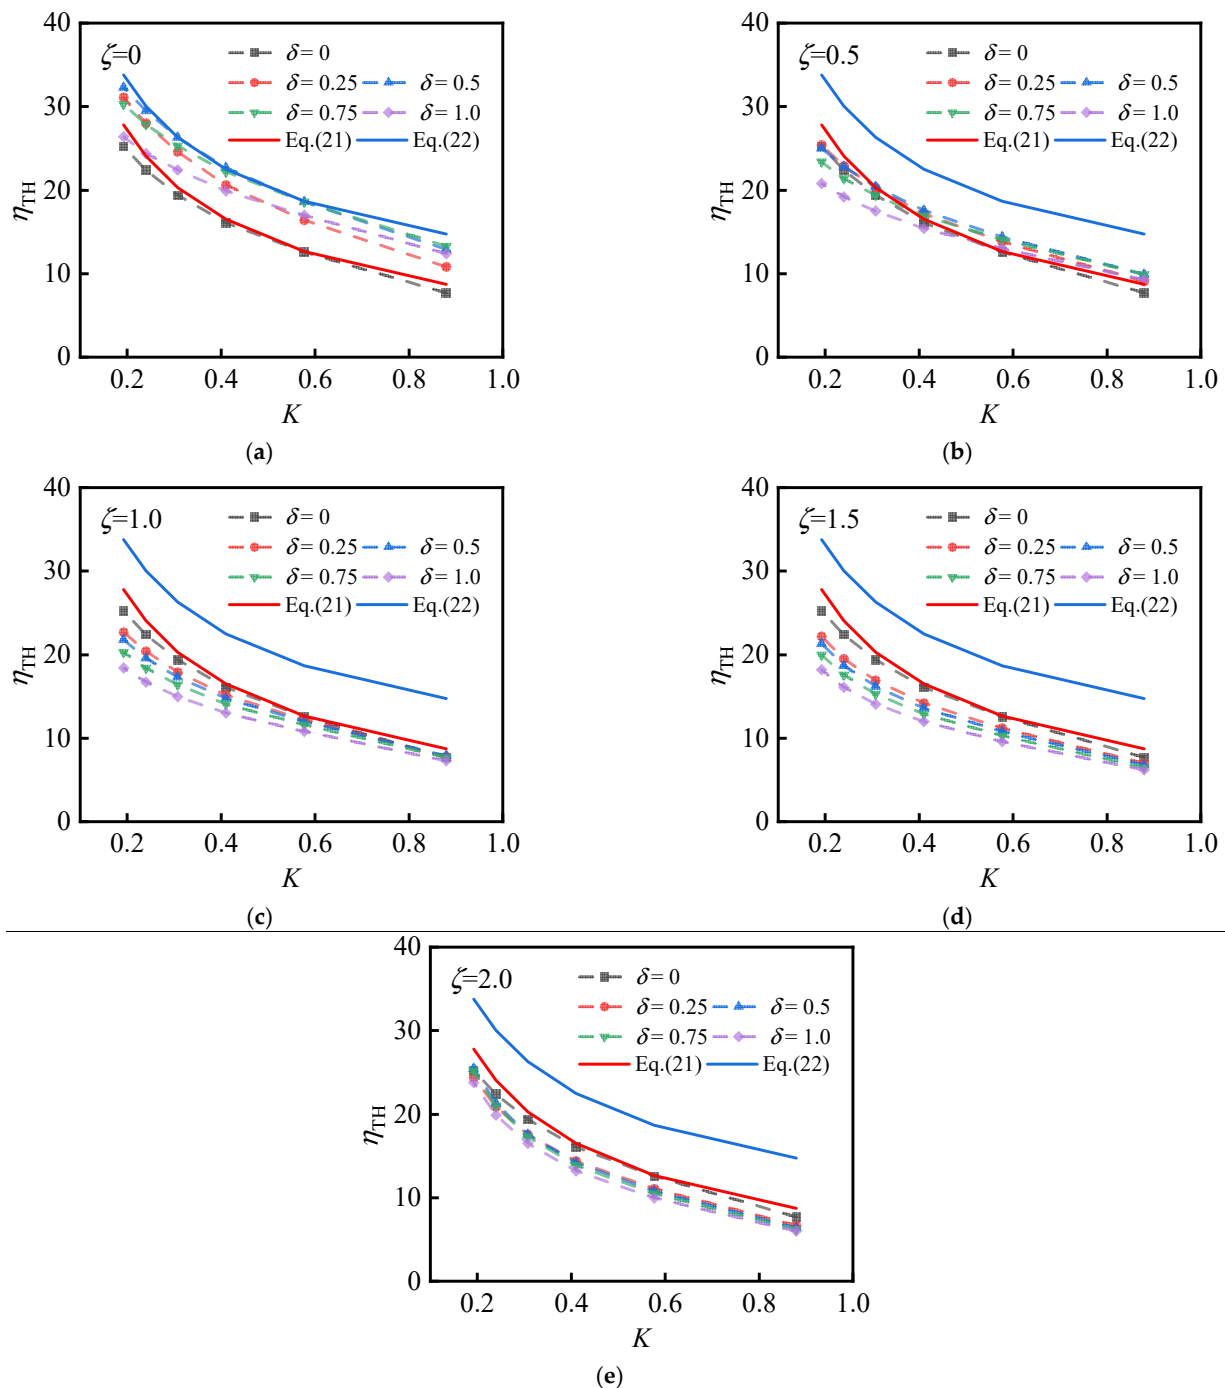 ζ=0
δ = 0
δ = 0.25 δ = 0.5
δ = 0.75 δ = 1.0
Eq.(21) Eq.(22)
40
30
20
10
0
η_TH
0.2 0.4 0.6 0.8 1.0
K
(a)
ζ=0.5
δ = 0
δ = 0.25 δ = 0.5
δ = 0.75 δ = 1.0
Eq.(21) Eq.(22)
40
30
20
10
0
η_TH
0.2 0.4 0.6 0.8 1.0
K
(b)
ζ=1.0
δ = 0
δ = 0.25 δ = 0.5
δ = 0.75 δ = 1.0
Eq.(21) Eq.(22)
40
30
20
10
0
η_TH
0.2 0.4 0.6 0.8 1.0
K
(c)
ζ=1.5
δ = 0
δ = 0.25 δ = 0.5
δ = 0.75 δ = 1.0
Eq.(21) Eq.(22)
40
30
20
10
0
η_TH
0.2 0.4 0.6 0.8 1.0
K
(d)
ζ=2.0
δ = 0
δ = 0.25 δ = 0.5
δ = 0.75 δ = 1.0
Eq.(21) Eq.(22)
40
30
20
10
0
η_TH
0.2 0.4 0.6 0.8 1.0
K
(e)